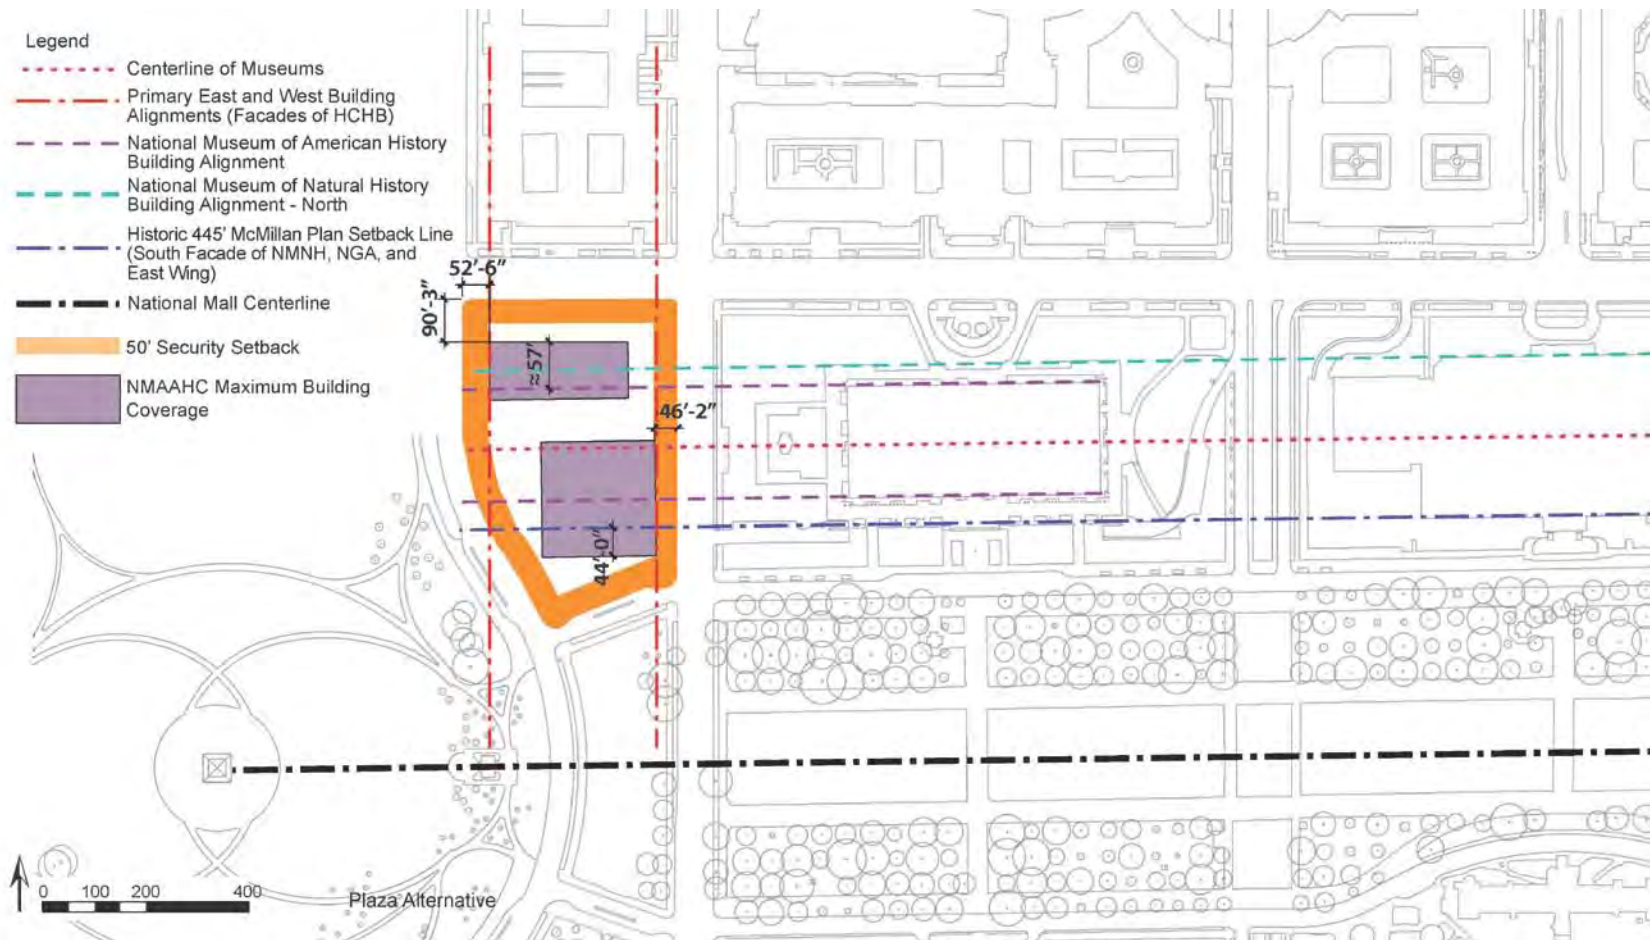 Legend
Centerline of Museums
Primary East and West Building
Alignments (Facades of HCHB)
National Museum of American History
Building Alignment
National Museum of Natural History
Building Alignment - North
Historic 445' McMillan Plan Setback Line
(South Facade of NMNH, NGA, and
East Wing)
National Mall Centerline
50' Security Setback
NMAAHC Maximum Building
Coverage
52'-6"
90'-3"
≈57'
46'-2"
44'-0"
0 100 200 400
Plaza Alternative